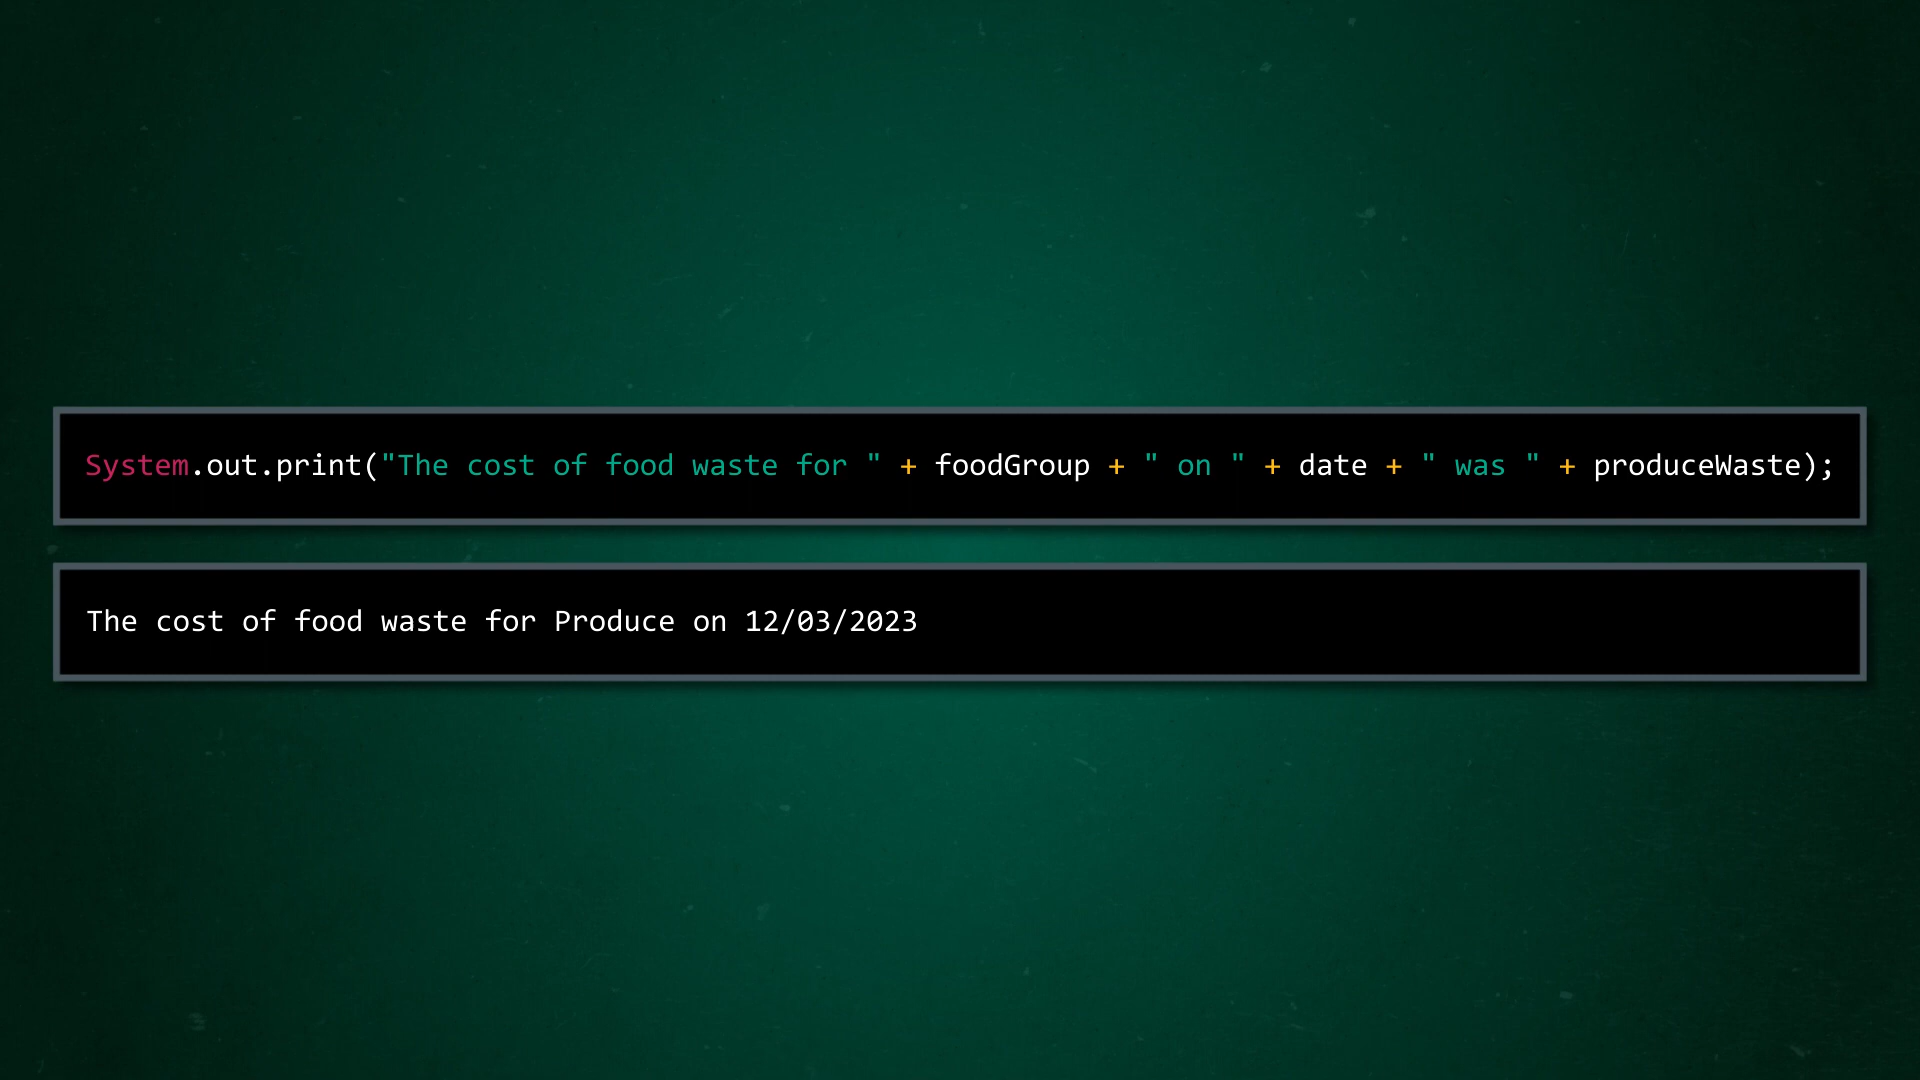 System.out.print("The cost of food waste for " + foodGroup + " on " + date + " was " + produceWaste);
The cost of food waste for Produce on 12/03/2023